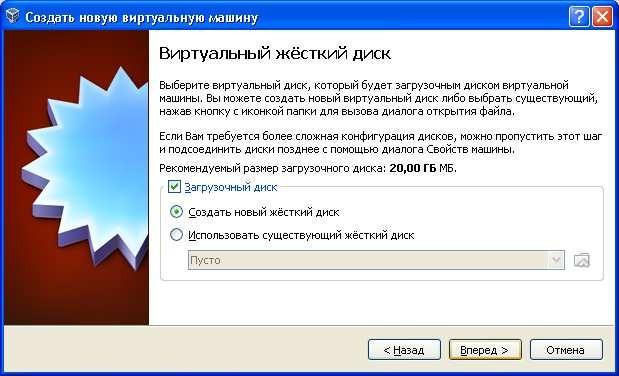 Создать новую виртуальную машину
Виртуальный жёсткий диск
Выберите виртуальный диск, который будет загрузочным диском виртуальной
машины. Вы можете создать новый виртуальный диск либо выбрать существующий,
нажав кнопку с иконкой папки для вызова диалога открытия файла.
Если Вам требуется более сложная конфигурация дисков, можно пропустить этот шаг
и подсоединить диски позднее с помощью диалога Свойств машины.
Рекомендуемый размер загрузочного диска: 20,00 ГБ МБ.
Загрузочный диск
Создать новый жёсткий диск
Использовать существующий жёсткий диск
Пусто
< Назад
Вперед >
Отмена